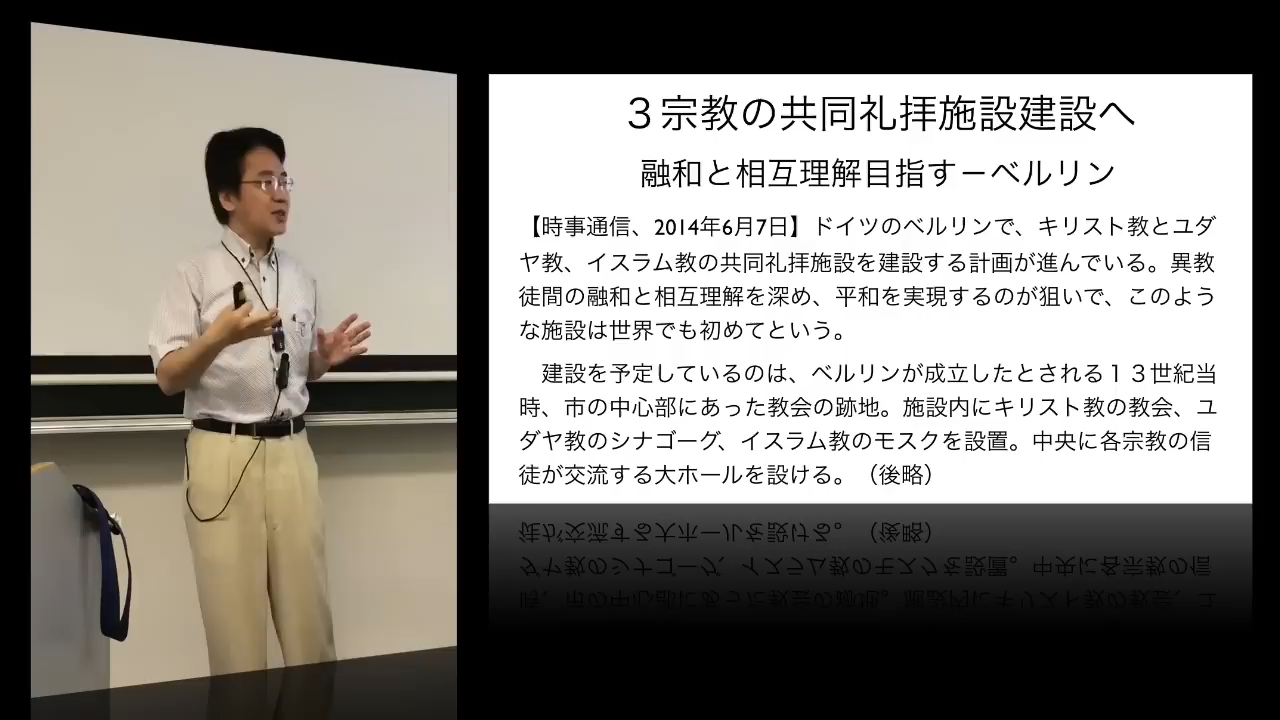 ３宗教の共同礼拝施設建設へ
融和と相互理解目指す－ベルリン
【時事通信、2014年6月7日】ドイツのベルリンで、キリスト教とユダ
ヤ教、イスラム教の共同礼拝施設を建設する計画が進んでいる。異教
徒間の融和と相互理解を深め、平和を実現するのが狙いで、このよう
な施設は世界でも初めてという。
建設を予定しているのは、ベルリンが成立したとされる１３世紀当
時、市の中心部にあった教会の跡地。施設内にキリスト教の教会、ユ
ダヤ教のシナゴーグ、イスラム教のモスクを設置。中央に各宗教の信
徒が交流する大ホールを設ける。（後略）